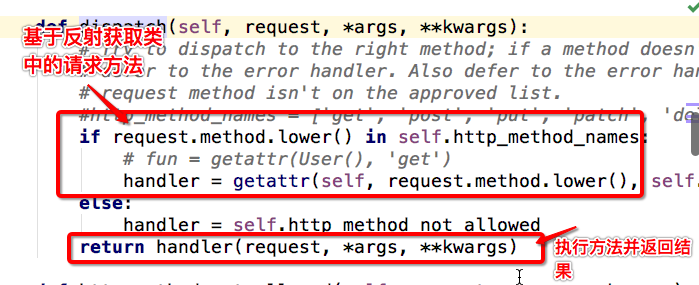 def dispatch(self, request, *args, **kwargs):
基于反射获取类
中的请求方法
# Try to dispatch to the right method; if a method doesn
to the error handler. Also defer to the error han
# request method isn't on the approved list.
#http_method_names = ['get', 'post', 'put', 'patch', 'de
if request.method.lower() in self.http_method_names:
# fun = getattr(User(), 'get')
handler = getattr(self, request.method.lower(), self.
else:
handler = self.http_method_not_allowed
return handler(request, *args, **kwargs)
执行方法并返回结
果